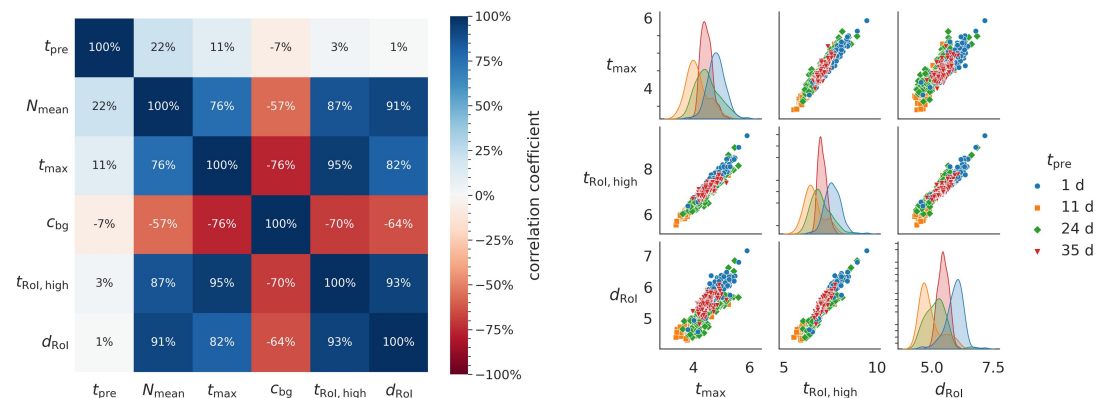 t_pre 100% 22% 11% -7% 3% 1%
N_mean 22% 100% 76% -57% 87% 91%
t_max 11% 76% 100% -76% 95% 82%
c_bg -7% -57% -76% 100% -70% -64%
t_RoI, high 3% 87% 95% -70% 100% 93%
d_RoI 1% 91% 82% -64% 93% 100%
t_pre N_mean t_max c_bg t_RoI, high d_RoI
100%
75%
50%
25%
0%
−25%
−50%
−75%
−100%
correlation coefficient
t_max
6
4
t_RoI, high
8
6
d_RoI
7
6
5
4 6 5 10 5.0 7.5
t_max t_RoI, high d_RoI
t_pre
1 d
11 d
24 d
35 d